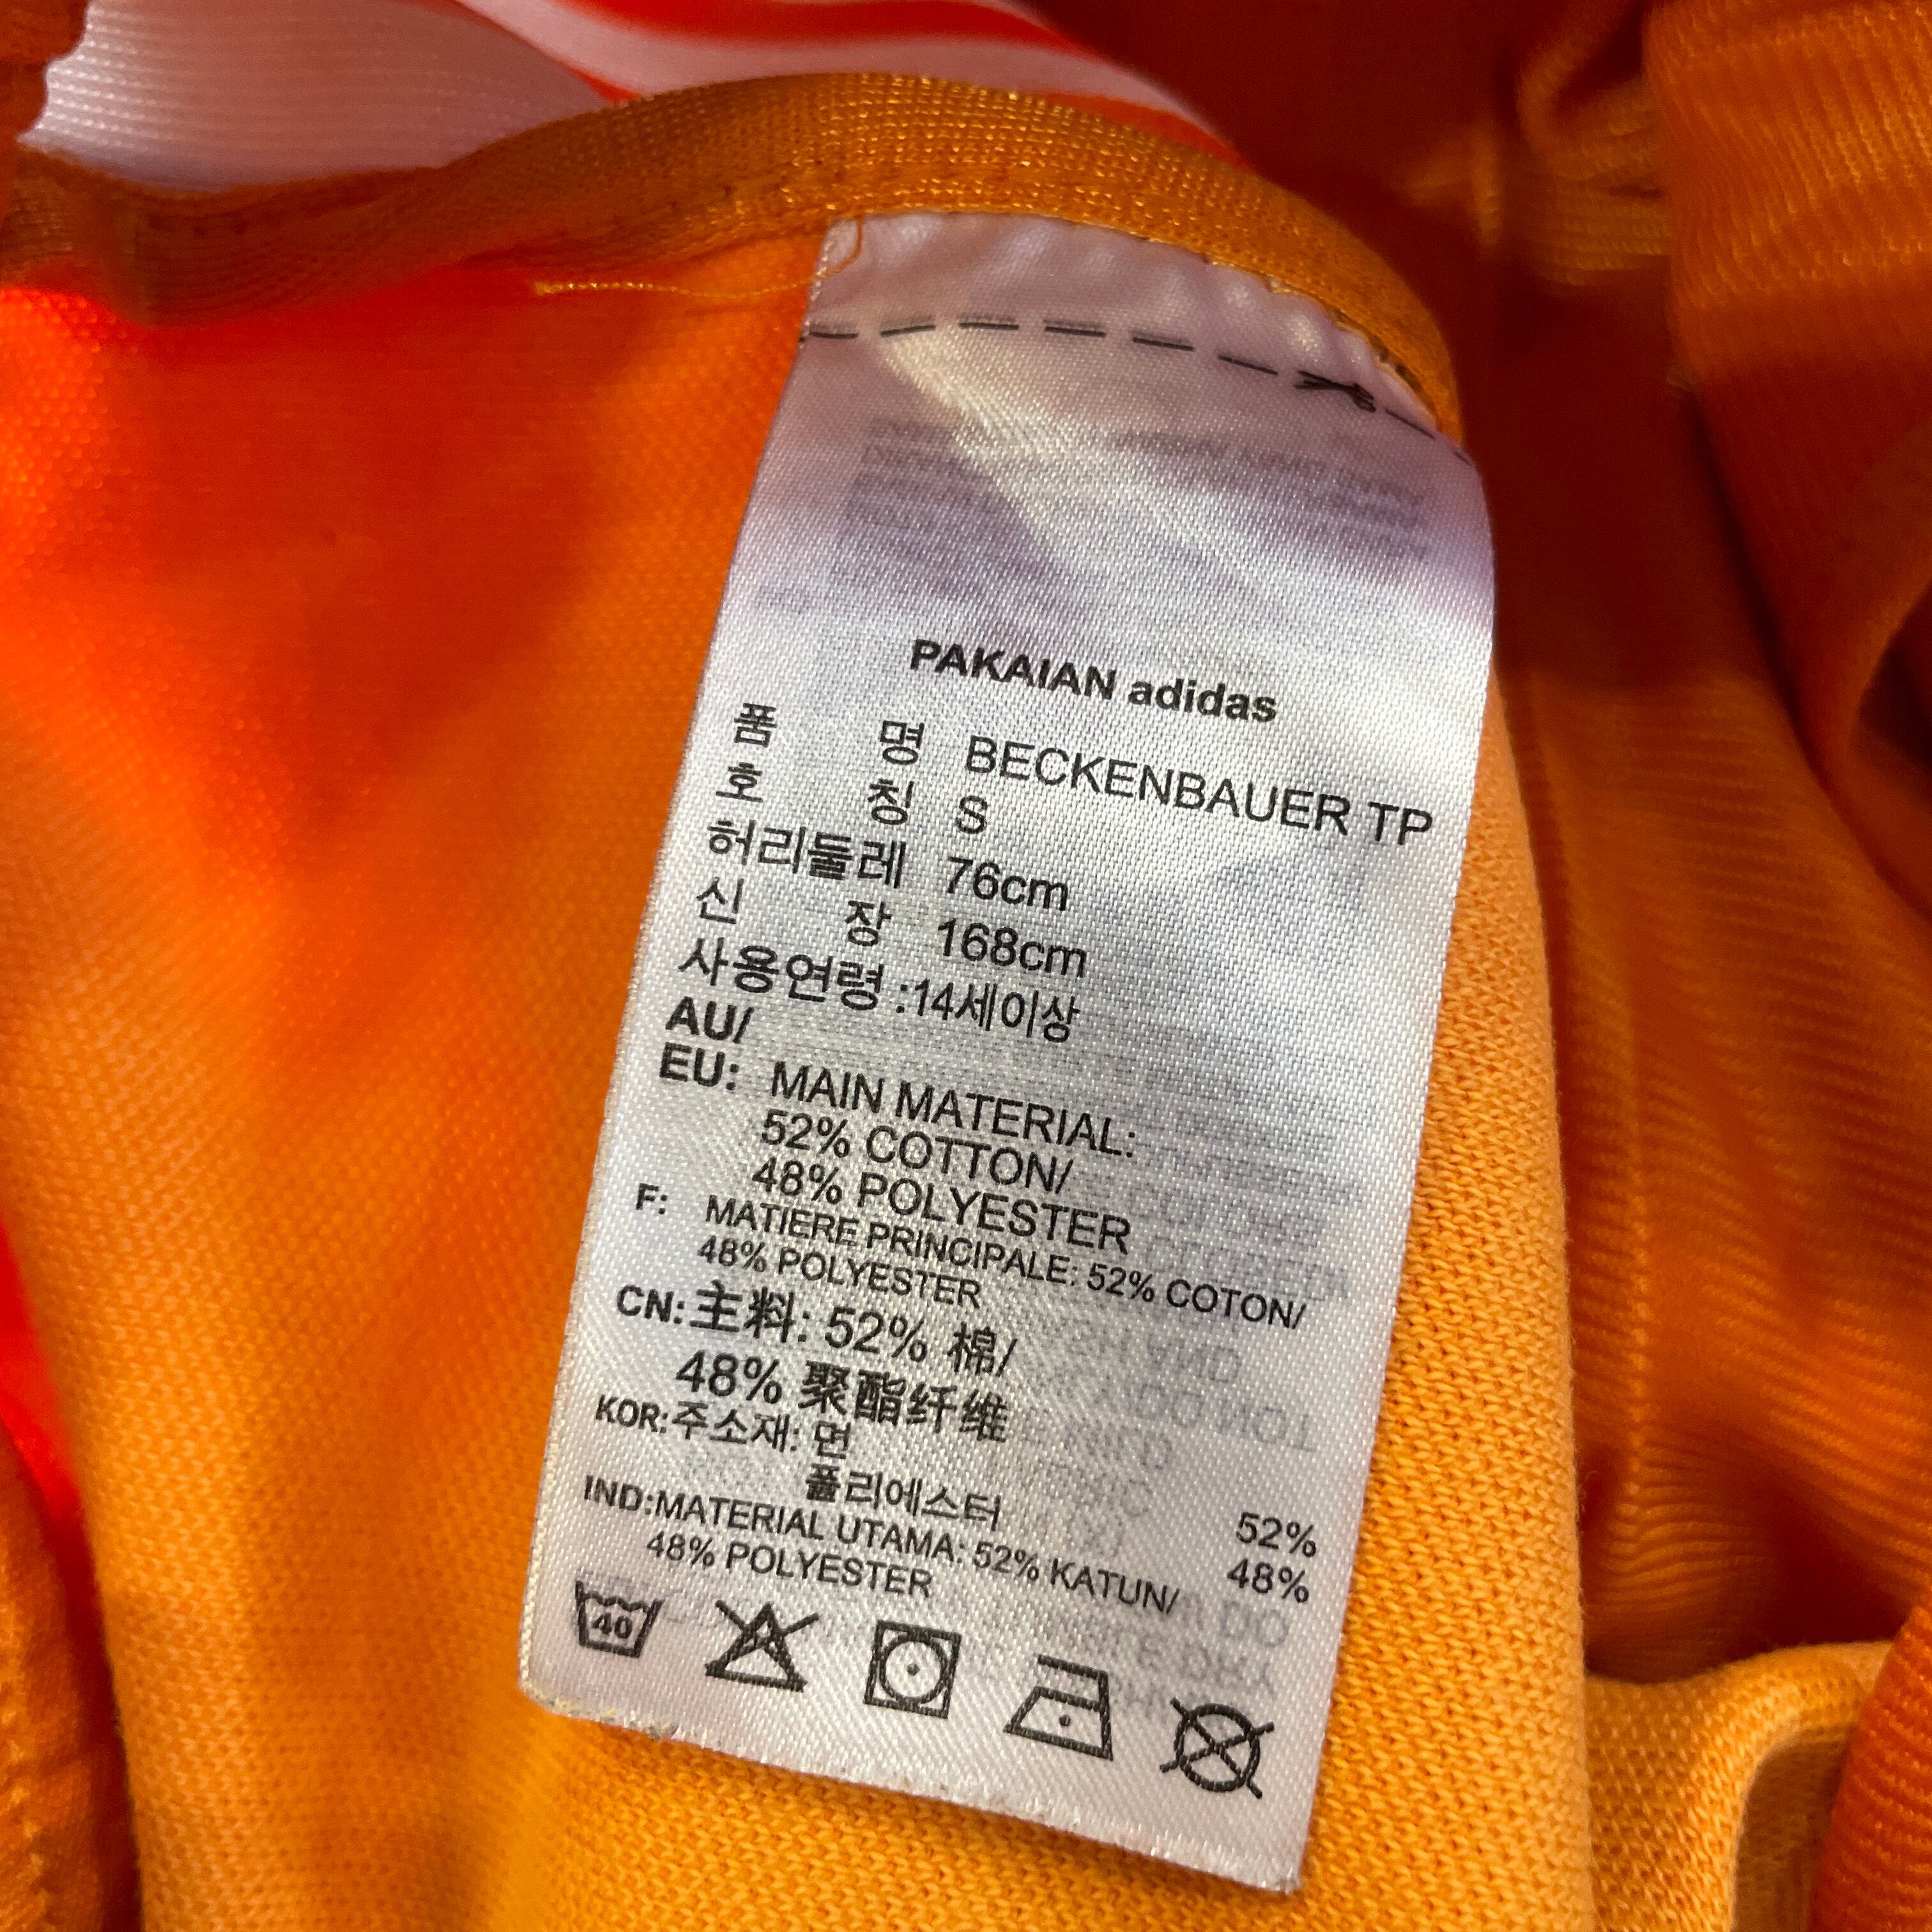 PAKAIAN adidas
품 명 BECKENBAUER TP
호 칭 S
허리둘레 76cm
신 장 168cm
사용연령 :14세이상
AU/
EU: MAIN MATERIAL:
52% COTTON/
48% POLYESTER
F: MATIERE PRINCIPALE: 52% COTON/
48% POLYESTER
CN:主料: 52% 棉/
48% 聚酯纤维
KOR:주소재: 면 52%
폴리에스터 48%
IND:MATERIAL UTAMA: 52% KATUN/
48% POLYESTER
40